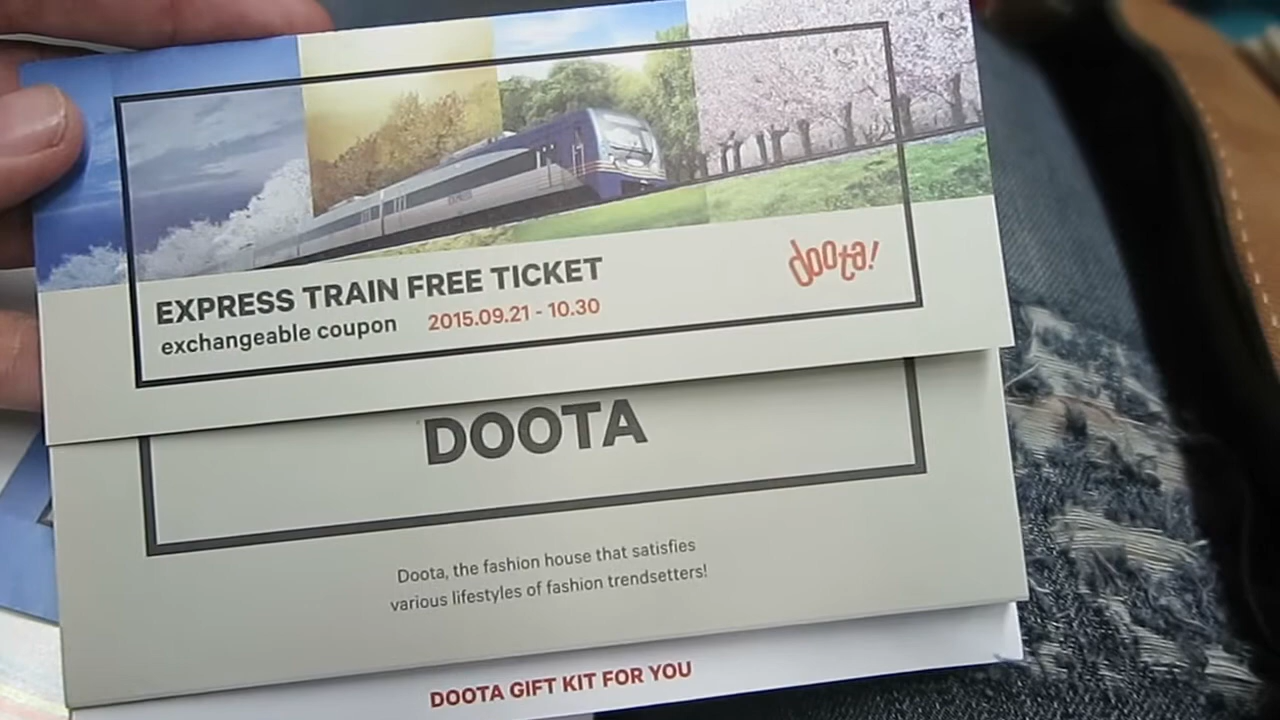 EXPRESS TRAIN FREE TICKET
exchangeable coupon 2015.09.21 - 10.30
doota!
DOOTA
Doota, the fashion house that satisfies
various lifestyles of fashion trendsetters!
DOOTA GIFT KIT FOR YOU